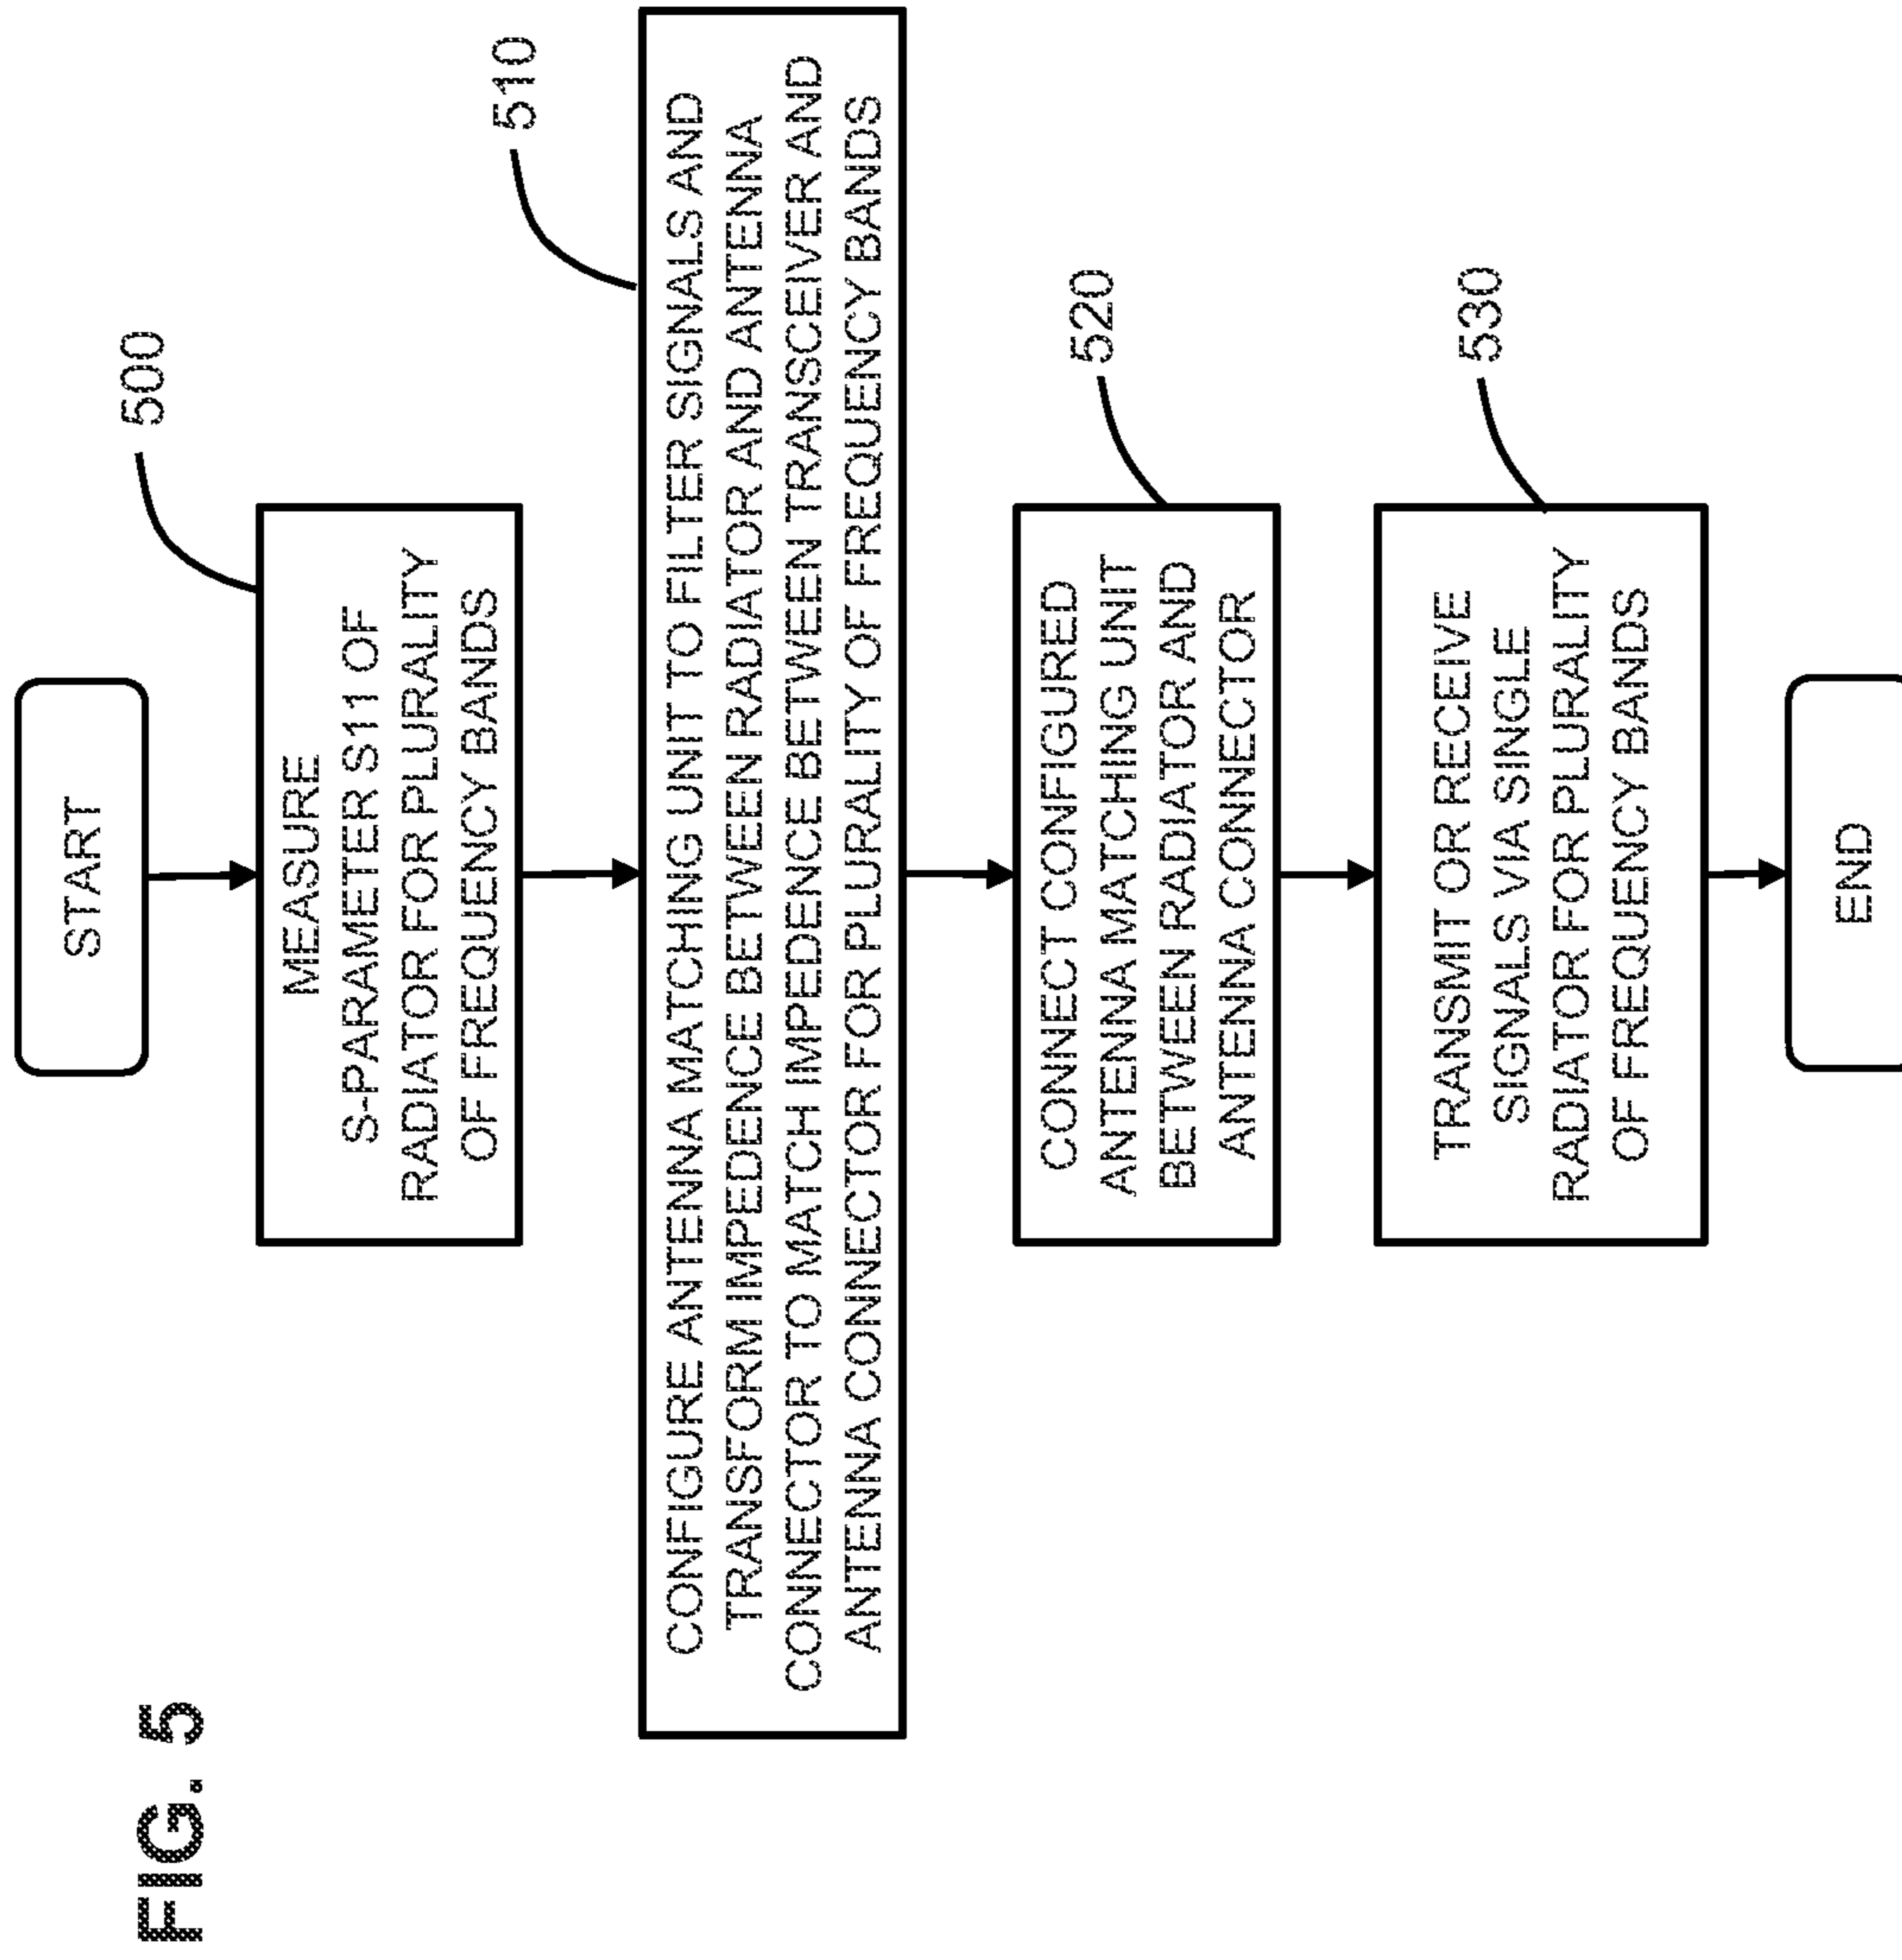 FIG. 5
START
500
MEASURE
S-PARAMETER S11 OF
RADIATOR FOR PLURALITY
OF FREQUENCY BANDS
510
CONFIGURE ANTENNA MATCHING UNIT TO FILTER SIGNALS AND
TRANSFORM IMPEDENCE BETWEEN RADIATOR AND ANTENNA
CONNECTOR TO MATCH IMPEDENCE BETWEEN TRANSCEIVER AND
ANTENNA CONNECTOR FOR PLURALITY OF FREQUENCY BANDS
520
CONNECT CONFIGURED
ANTENNA MATCHING UNIT
BETWEEN RADIATOR AND
ANTENNA CONNECTOR
530
TRANSMIT OR RECEIVE
SIGNALS VIA SINGLE
RADIATOR FOR PLURALITY
OF FREQUENCY BANDS
END